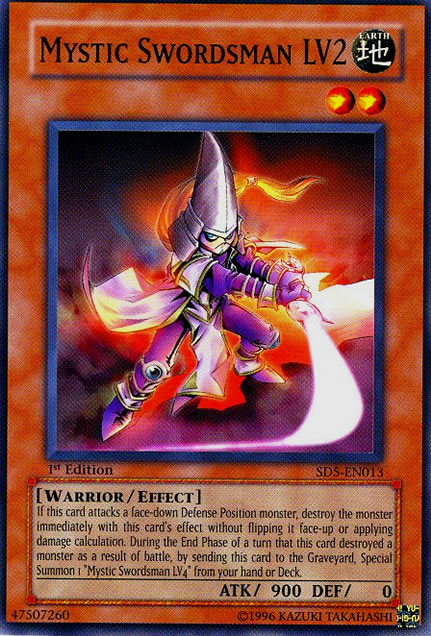 MYSTIC SWORDSMAN LV2
EARTH
地
1st Edition
SD5-EN013
[WARRIOR/EFFECT]
If this card attacks a face-down Defense Position monster, destroy the monster
immediately with this card's effect without flipping it face-up or applying
damage calculation. During the End Phase of a turn that this card destroyed a
monster as a result of battle, by sending this card to the Graveyard, Special
Summon 1 "Mystic Swordsman LV4" from your hand or Deck.
ATK/ 900 DEF/ 0
47507260
©1996 KAZUKI TAKAHASHI